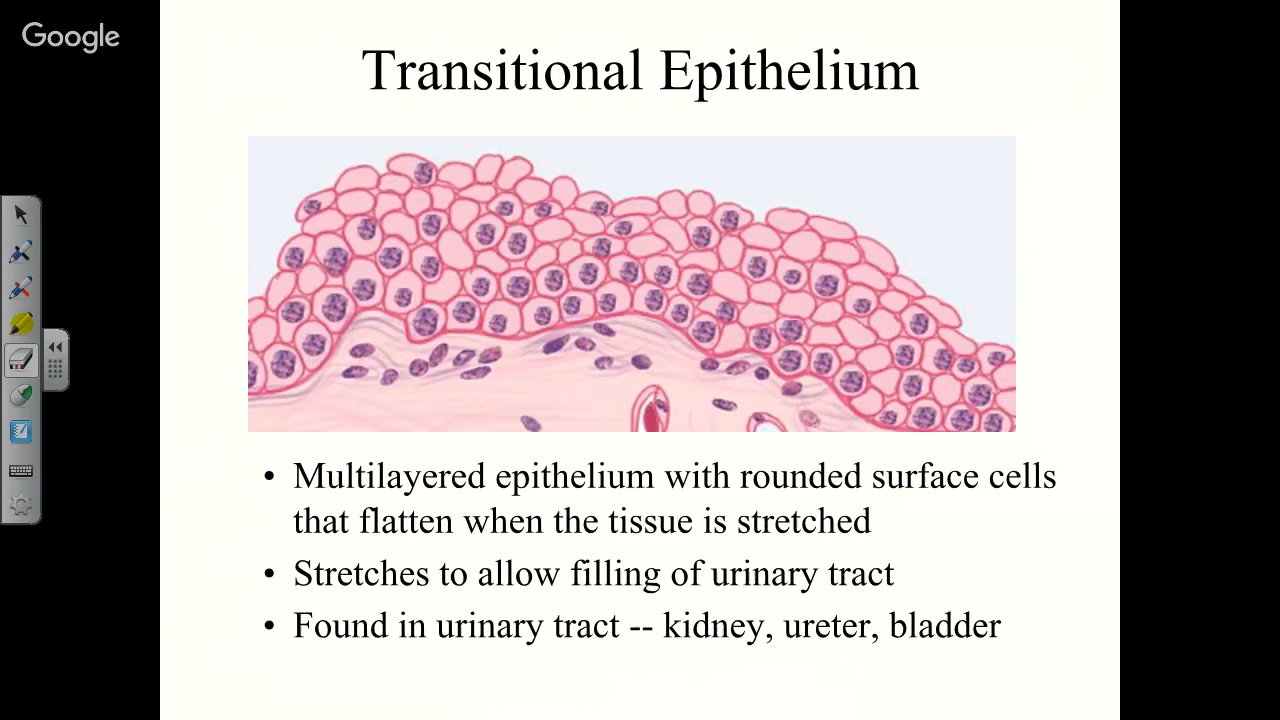 Google
Transitional Epithelium
• Multilayered epithelium with rounded surface cells
that flatten when the tissue is stretched
• Stretches to allow filling of urinary tract
• Found in urinary tract -- kidney, ureter, bladder